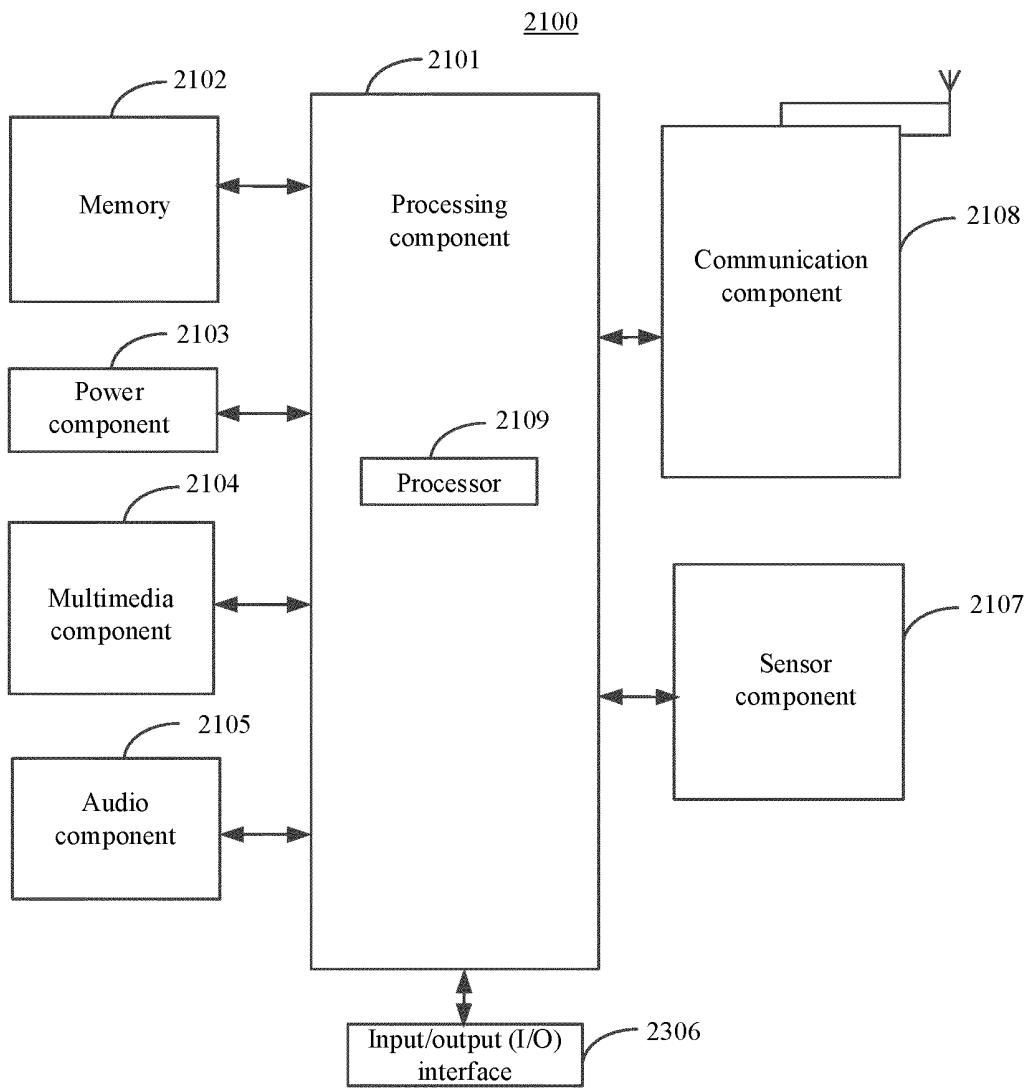 2100
2101
2102
Memory
Processing
component
2108
Communication
component
2103
Power
component
2109
Processor
2104
Multimedia
component
2107
Sensor
component
2105
Audio
component
Input/output (I/O)
interface
2306